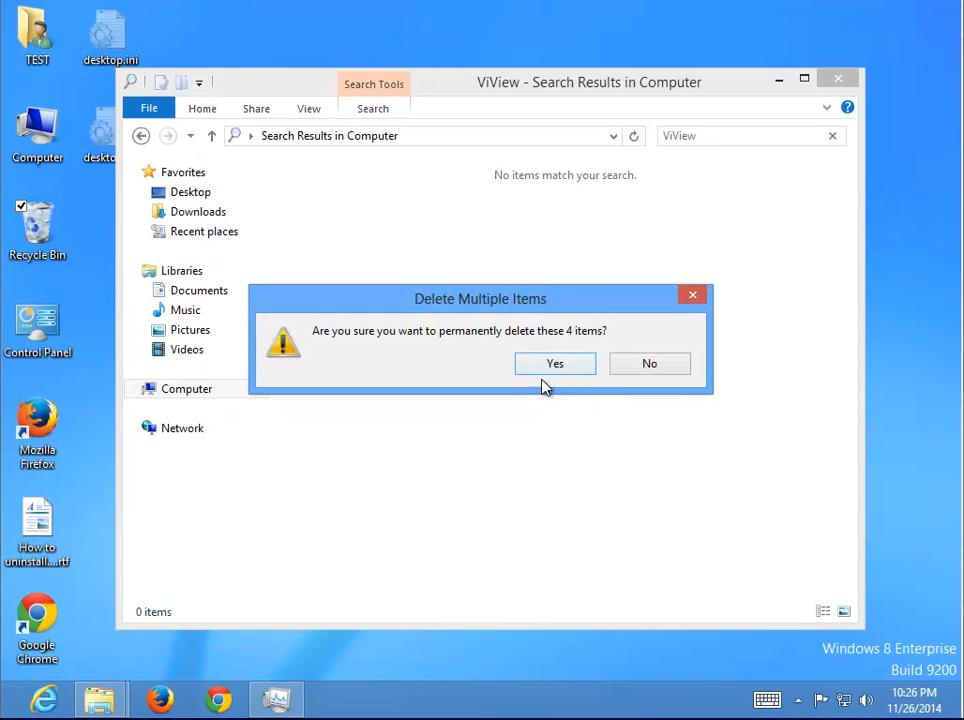 TEST
desktop.ini
Computer
Recycle Bin
Control Panel
Mozilla
Firefox
How to
uninstall....rtf
Google
Chrome
Search Tools
ViView - Search Results in Computer
File
Home
Share
View
Search
Search Results in Computer
ViView
deskto
Favorites
Desktop
Downloads
Recent places
Libraries
Documents
Music
Pictures
Videos
Computer
Network
No items match your search.
Delete Multiple Items
Are you sure you want to permanently delete these 4 items?
Yes
No
0 items
Windows 8 Enterprise
Build 9200
10:26 PM
11/26/2014